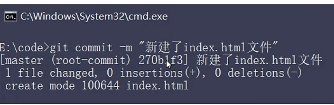 C:\Windows\System32\cmd.exe
E:\code>git commit -m "新建了index.html文件"
[master (root-commit) 270b1f3] 新建了index.html文件
1 file changed, 0 insertions(+), 0 deletions(-)
create mode 100644 index.html